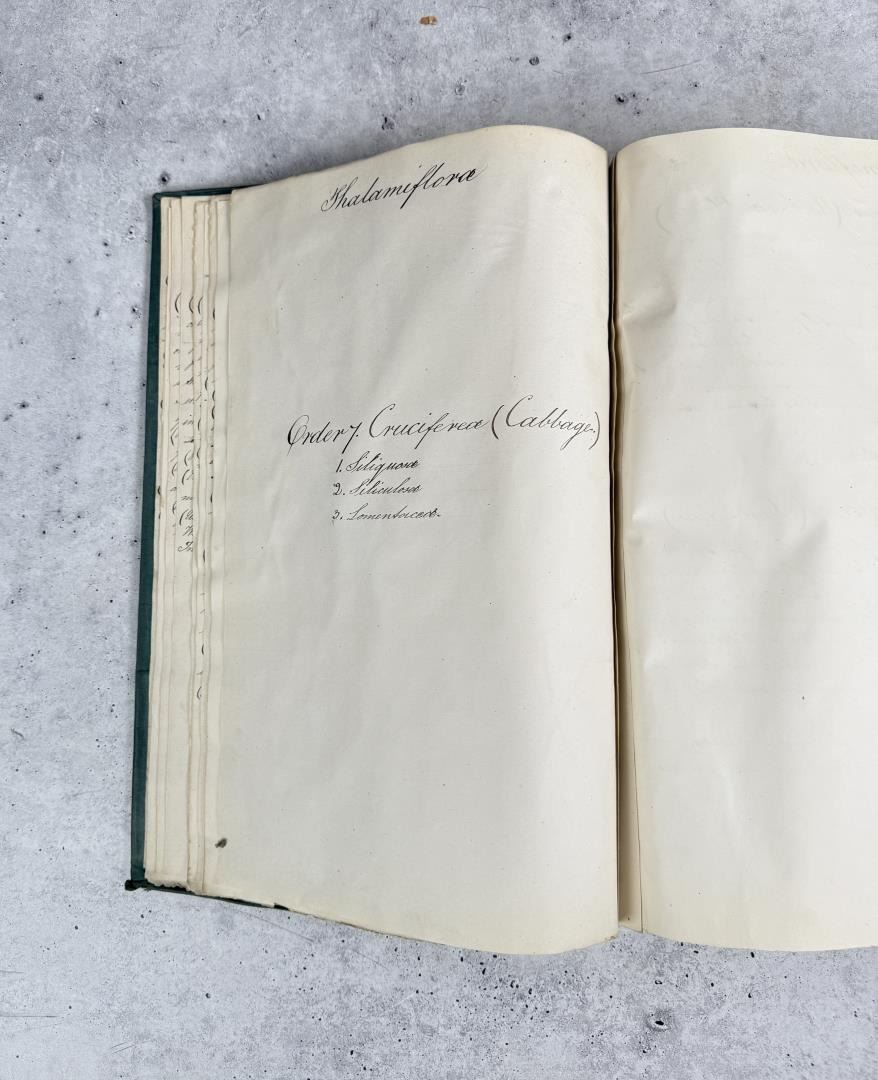 Thalamifloræ
Order 7. Cruciferæ (Cabbage.)
1. Siliquosæ
2. Siliculosæ
3. Lomentaceæ.